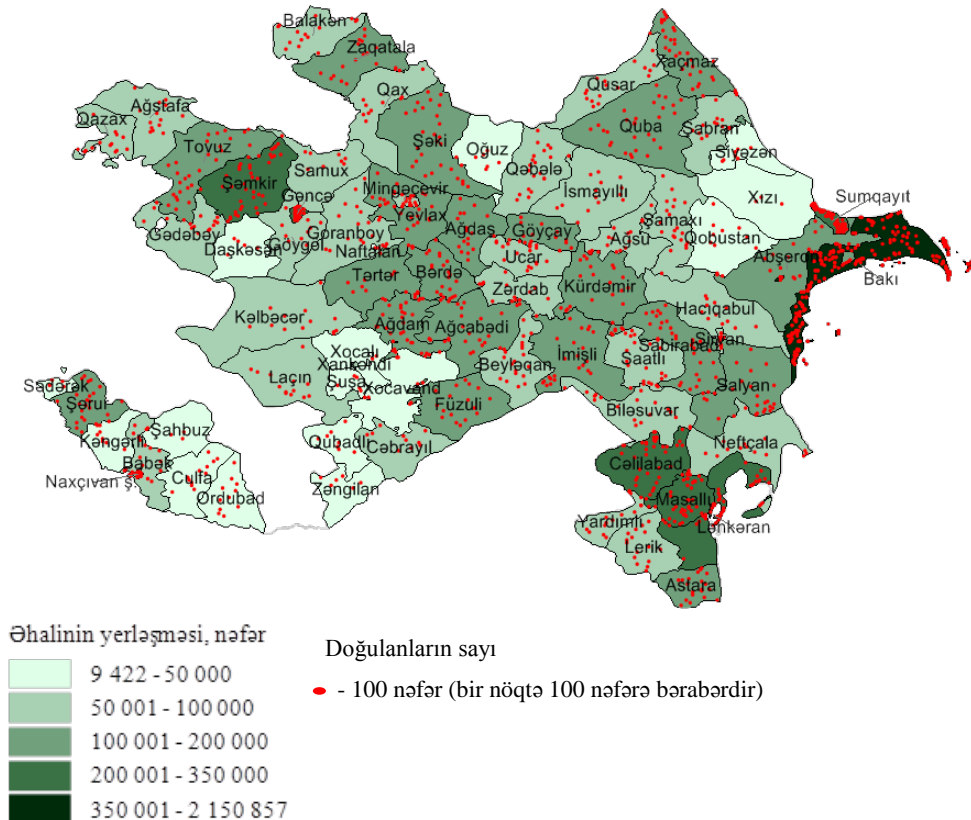 Balakən
Zaqatala
Xaçmaz
Qax
Qusar
Ağstafa
Qazax
Quba
Şabran
Tovuz
Şəki
Oğuz
Siyəzən
Qəbələ
Samux
Şəmkir
Mingəçevir
İsmayıllı
Xızı
Sumqayıt
Gəncə
Yevlax
Şamaxı
Gədəbəy
Goranboy
Ağdaş
Göyçay
Ağsu
Qobustan
Daşkəsən
Göygöl
Naftalan
Ucar
Abşeron
Bakı
Tərtər
Bərdə
Zərdab
Kürdəmir
Hacıqabul
Kəlbəcər
Ağdam
Ağcabədi
Sabirabad
Şirvan
Xocalı
İmişli
Saatlı
Xankəndi
Beyləqan
Laçın
Şuşa
Xocavənd
Salyan
Sədərək
Füzuli
Biləsuvar
Şərur
Şahbuz
Kəngərli
Qubadlı
Cəbrayıl
Neftçala
Babək
Cəlilabad
Naxçıvan ş.
Culfa
Ordubad
Zəngilan
Masallı
Yardımlı
Lənkəran
Lerik
Astara
Əhalinin yerləşməsi, nəfər
9 422 - 50 000
50 001 - 100 000
100 001 - 200 000
200 001 - 350 000
350 001 - 2 150 857
Doğulanların sayı
- 100 nəfər (bir nöqtə 100 nəfərə bərabərdir)